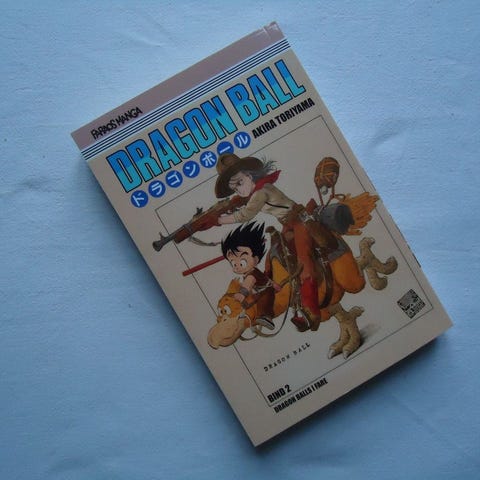 FARAOS MANGA
DRAGON BALL
ドラゴンボール
AKIRA TORIYAMA
DRAGON BALL
BIND 2
DRAGON BALLS I FARE